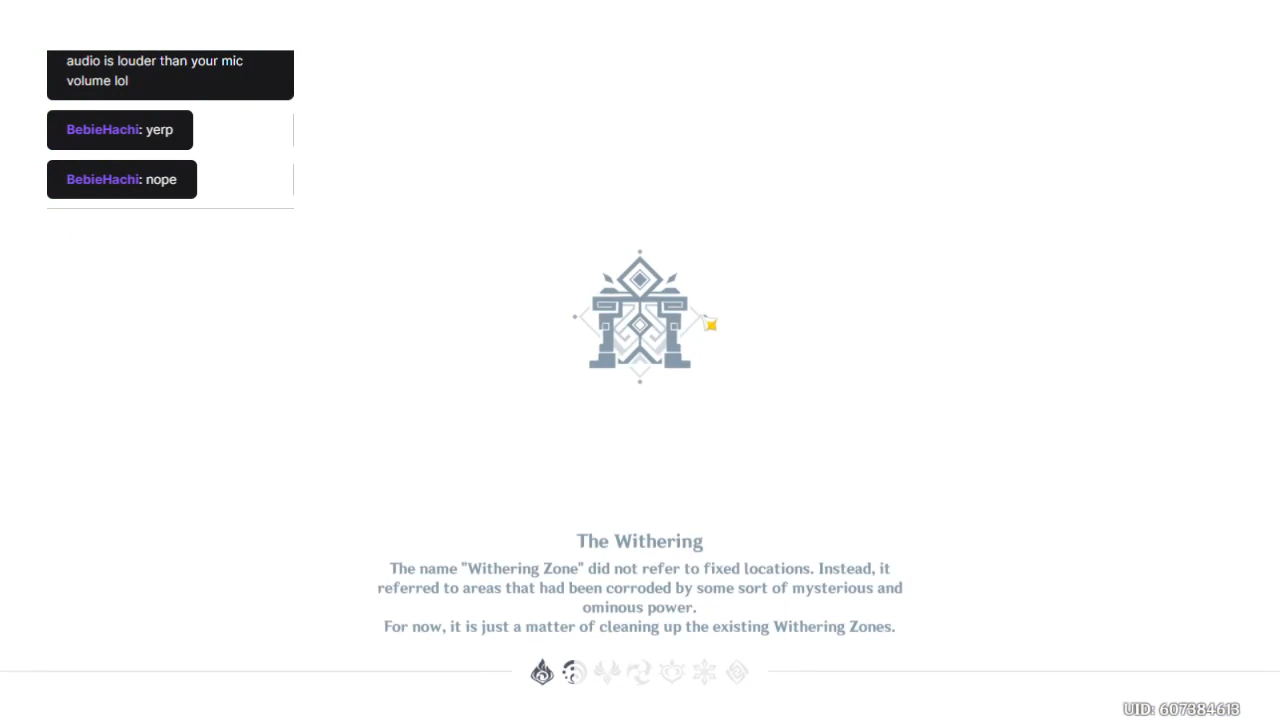 audio is louder than your mic
volume lol
BebieHachi: yerp
BebieHachi: nope
The Withering
The name "Withering Zone" did not refer to fixed locations. Instead, it
referred to areas that had been corroded by some sort of mysterious and
ominous power.
For now, it is just a matter of cleaning up the existing Withering Zones.
UID: 607384613